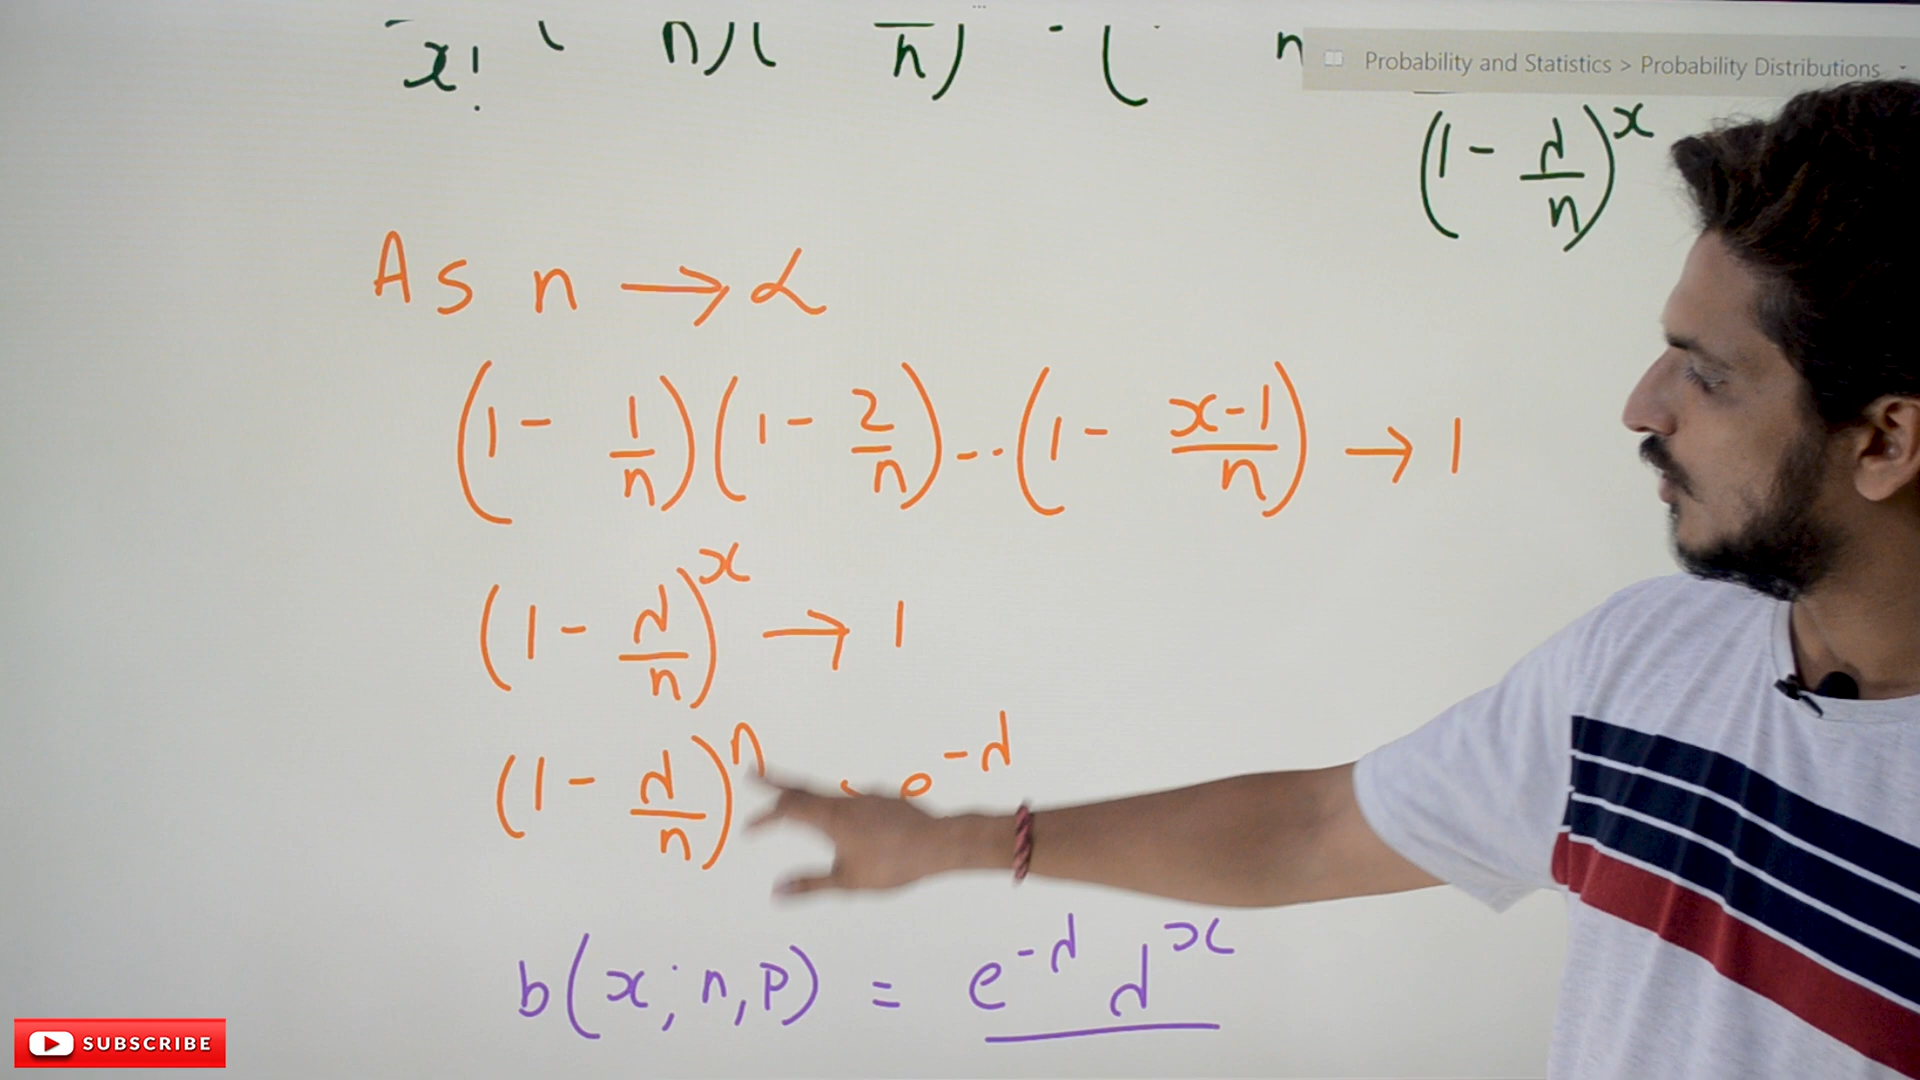 x!
n
n
n
Probability and Statistics > Probability Distributions
(1 - λ/n)^x
As n → ∝
(1 - 1/n)(1 - 2/n)--(1 - x-1/n) → 1
(1 - λ/n)^x → 1
(1 - λ/n)^n e^-λ
b(x; n, p) = e^-λ λ^x
SUBSCRIBE